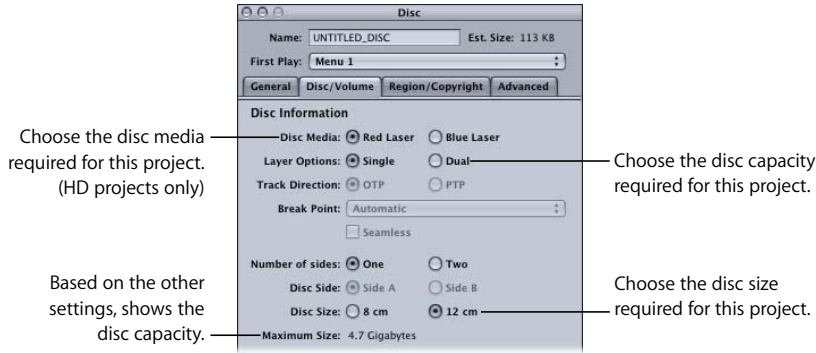 Disc
Name: UNTITLED_DISC Est. Size: 113 KB
First Play: Menu 1
General Disc/Volume Region/Copyright Advanced
Disc Information
Choose the disc media
required for this project.
(HD projects only)
Disc Media: Red Laser Blue Laser
Layer Options: Single Dual
Choose the disc capacity
required for this project.
Track Direction: OTP PTP
Break Point: Automatic
Seamless
Number of sides: One Two
Disc Side: Side A Side B
Based on the other
settings, shows the
disc capacity.
Disc Size: 8 cm 12 cm
Choose the disc size
required for this project.
Maximum Size: 4.7 Gigabytes